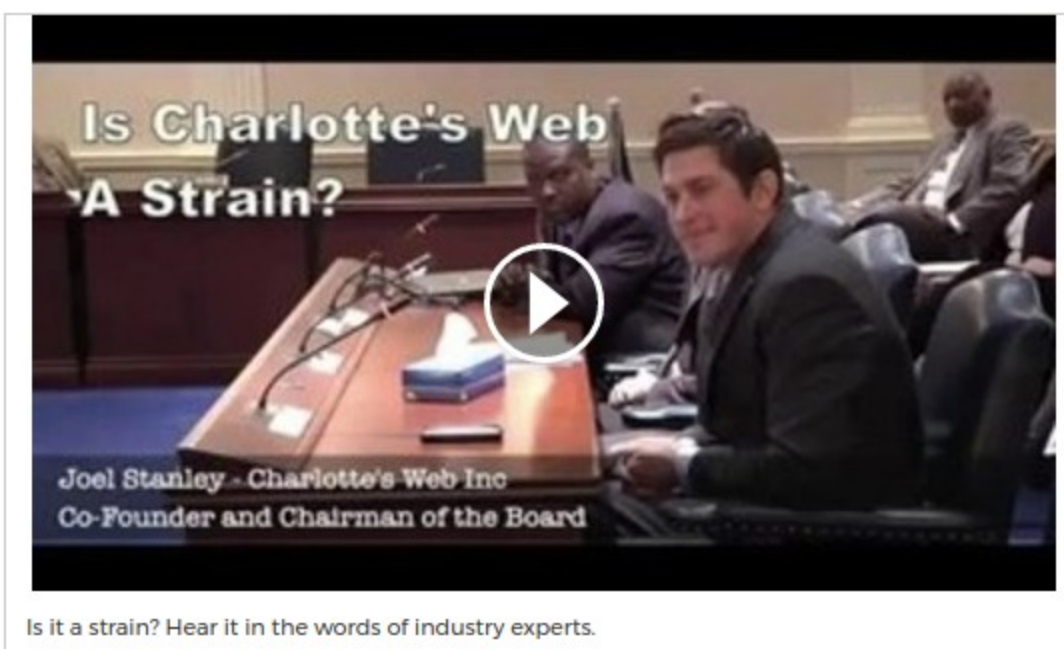 Is Charlotte's Web
A Strain?
Joel Stanley - Charlotte's Web Inc
Co-Founder and Chairman of the Board
Is it a strain? Hear it in the words of industry experts.